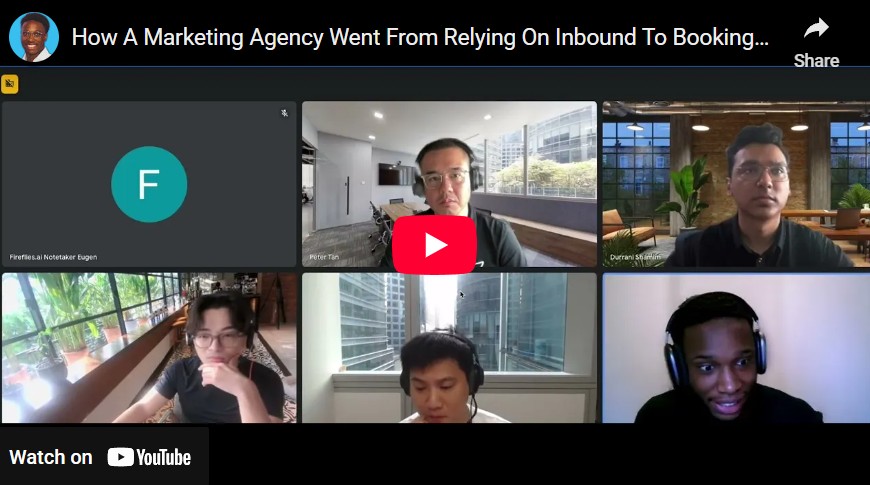 How A Marketing Agency Went From Relying On Inbound To Booking...
Share
F
Fireflies.ai Notetaker Eugen
Peter Tan
Durrani Shamim
Watch on YouTube